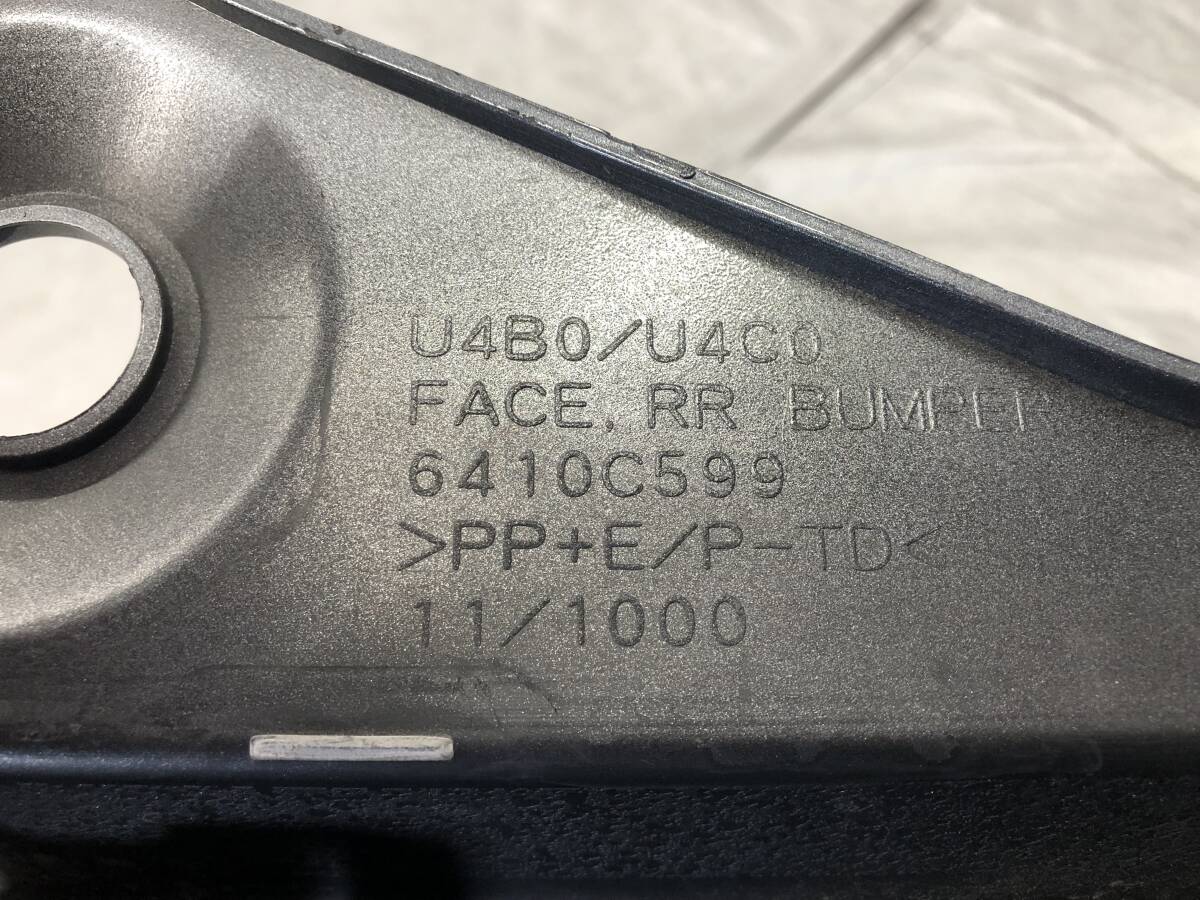 U4B0/U4C0
FACE, RR BUMPER
6410C599
>PP+E/P-TD<
11/1000